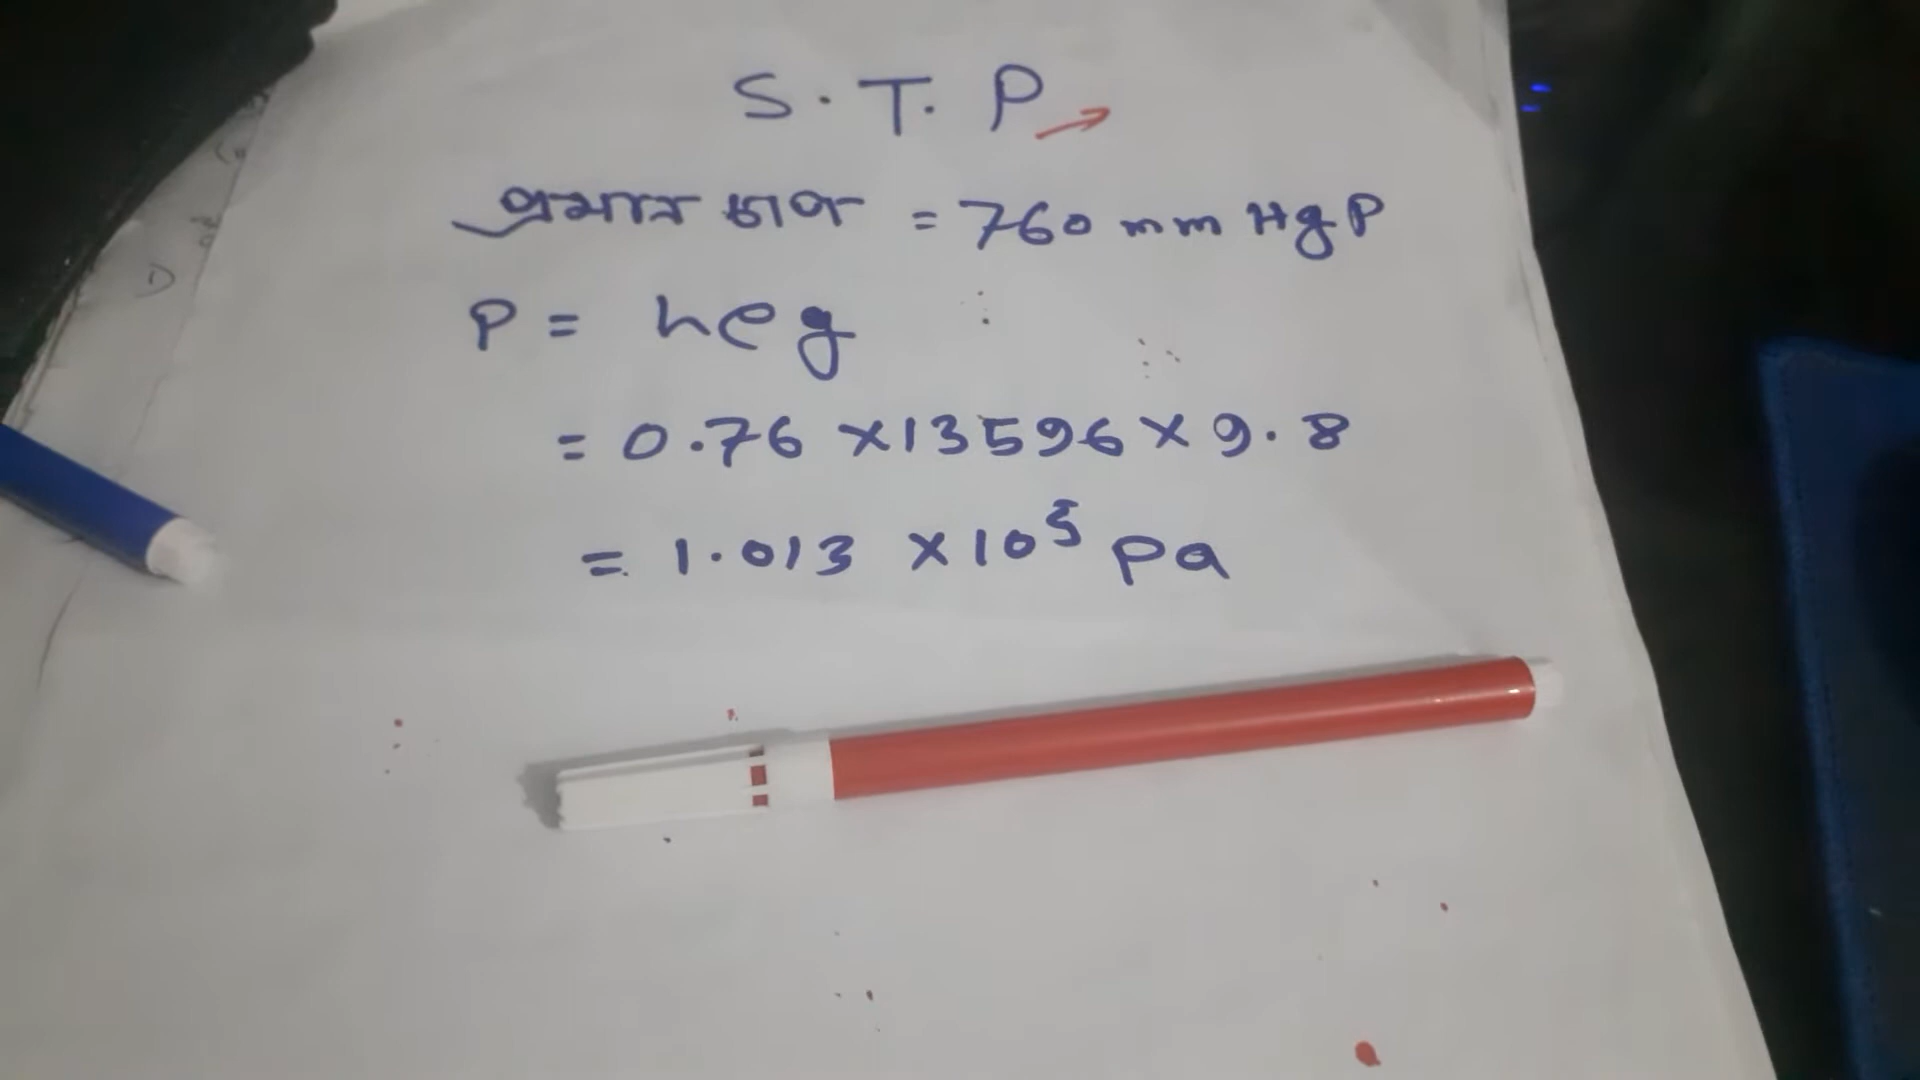 S.T.P
প্রমান চাপ = 760 mm HgP
P = hρg
= 0.76 × 13596 × 9.8
= 1.013 × 10⁵ pa